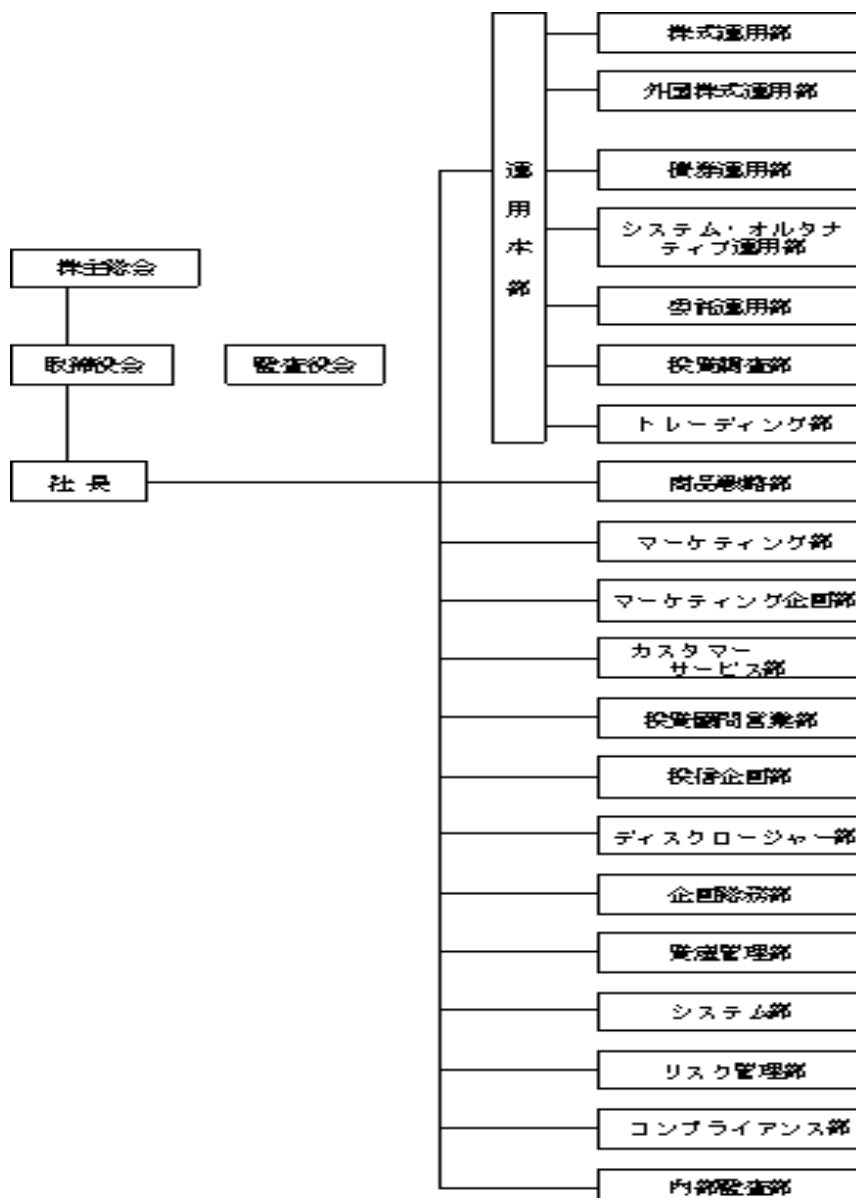 株主総会
取締役会
監査役会
社長
運用本部
株式運用部
外国株式運用部
債券運用部
システム・オルタナ
ティブ運用部
委託運用部
投資調査部
トレーディング部
商品戦略部
マーケティング部
マーケティング企画部
カスタマー
サービス部
投資顧問営業部
投信企画部
ディスクロージャー部
企画総務部
資産管理部
システム部
リスク管理部
コンプライアンス部
内部監査部